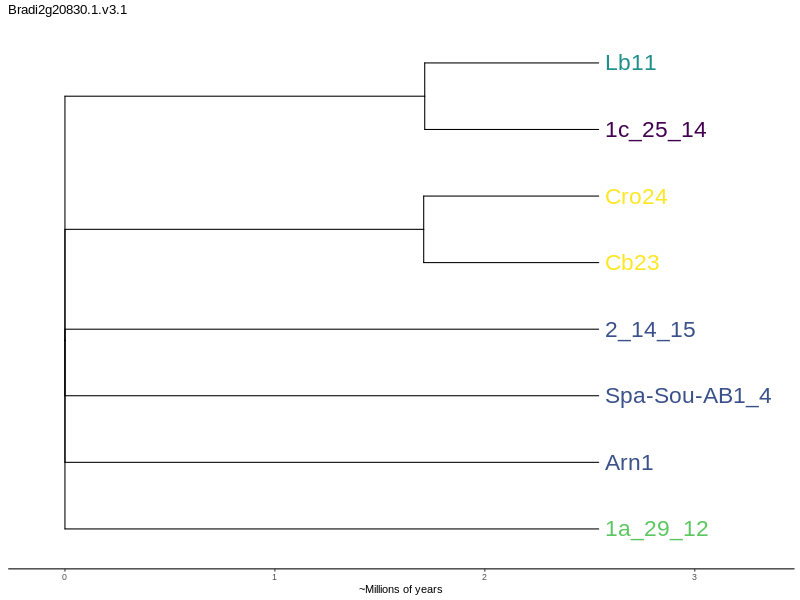 Bradi2g20830.1.v3.1
Lb11
1c_25_14
Cro24
Cb23
2_14_15
Spa-Sou-AB1_4
Arn1
1a_29_12
0 1 2 3
~Millions of years